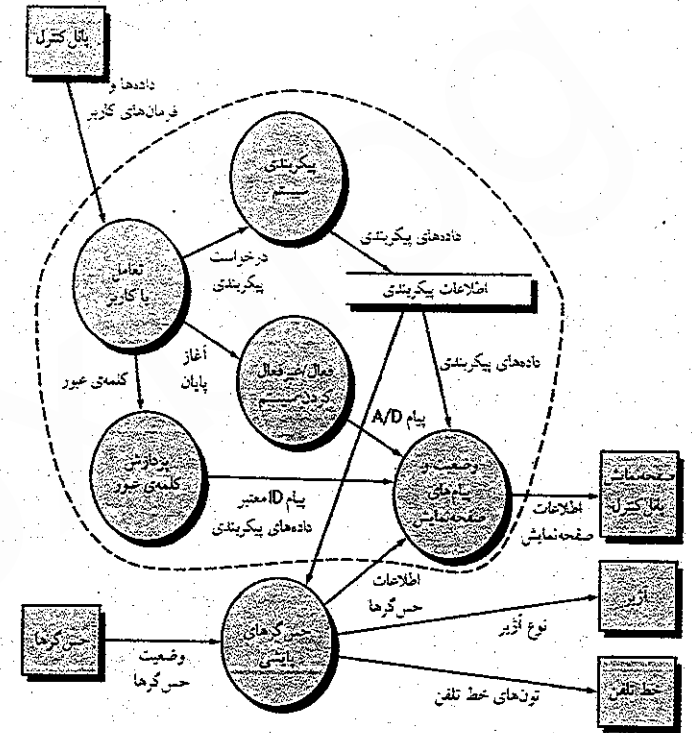 پانل کنترل
داده‌ها و
فرمان‌های کاربر
پیکربندی
سیستم
تعامل
با کاربر
درخواست
پیکربندی
داده‌های پیکربندی
اطلاعات پیکربندی
آغاز
پایان
فعال/غیرفعال
کردن سیستم
داده‌های پیکربندی
کلمه‌ی عبور
پیام A/D
پردازش
کلمه‌ی عبور
پیام ID معتبر
داده‌های پیکربندی
وضعیت و
پیام‌های
صفحه‌نمایش
اطلاعات
صفحه‌نمایش
صفحه‌نمایش
پانل کنترل
اطلاعات
حس‌گرها
حس‌گرها
وضعیت
حس‌گرها
حس‌گرهای
پایشی
نوع آژیر
آژیر
تون‌های خط تلفن
خط تلفن